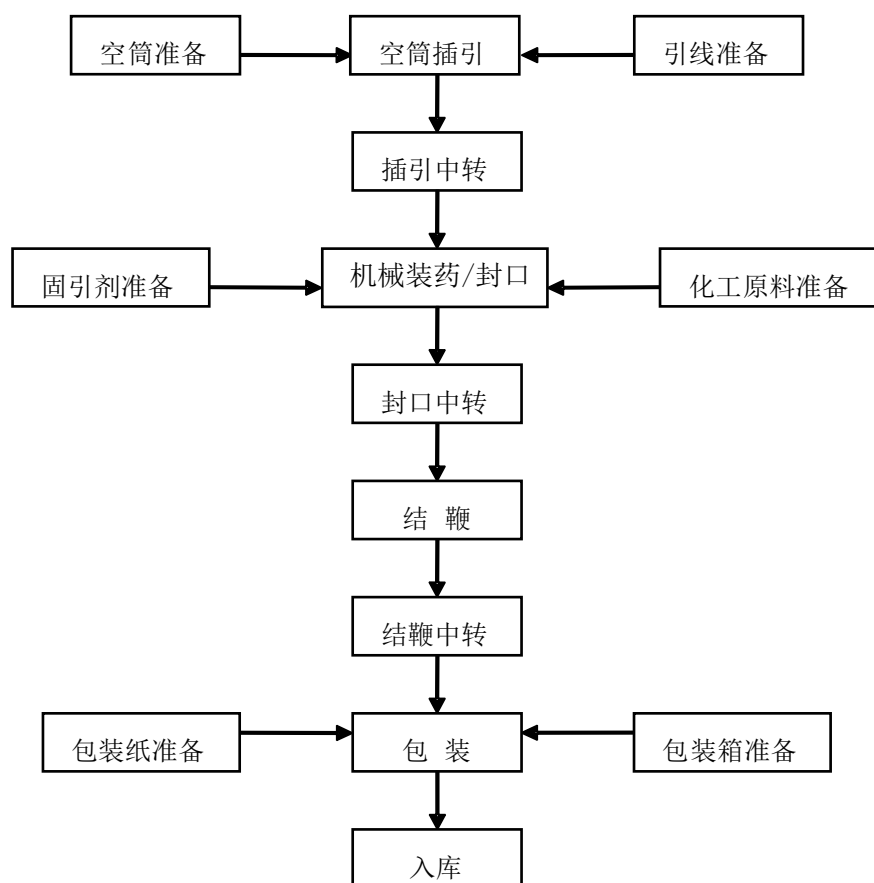 空筒准备
空筒插引
引线准备
插引中转
固引剂准备
机械装药/封口
化工原料准备
封口中转
结 鞭
结鞭中转
包装纸准备
包 装
包装箱准备
入库